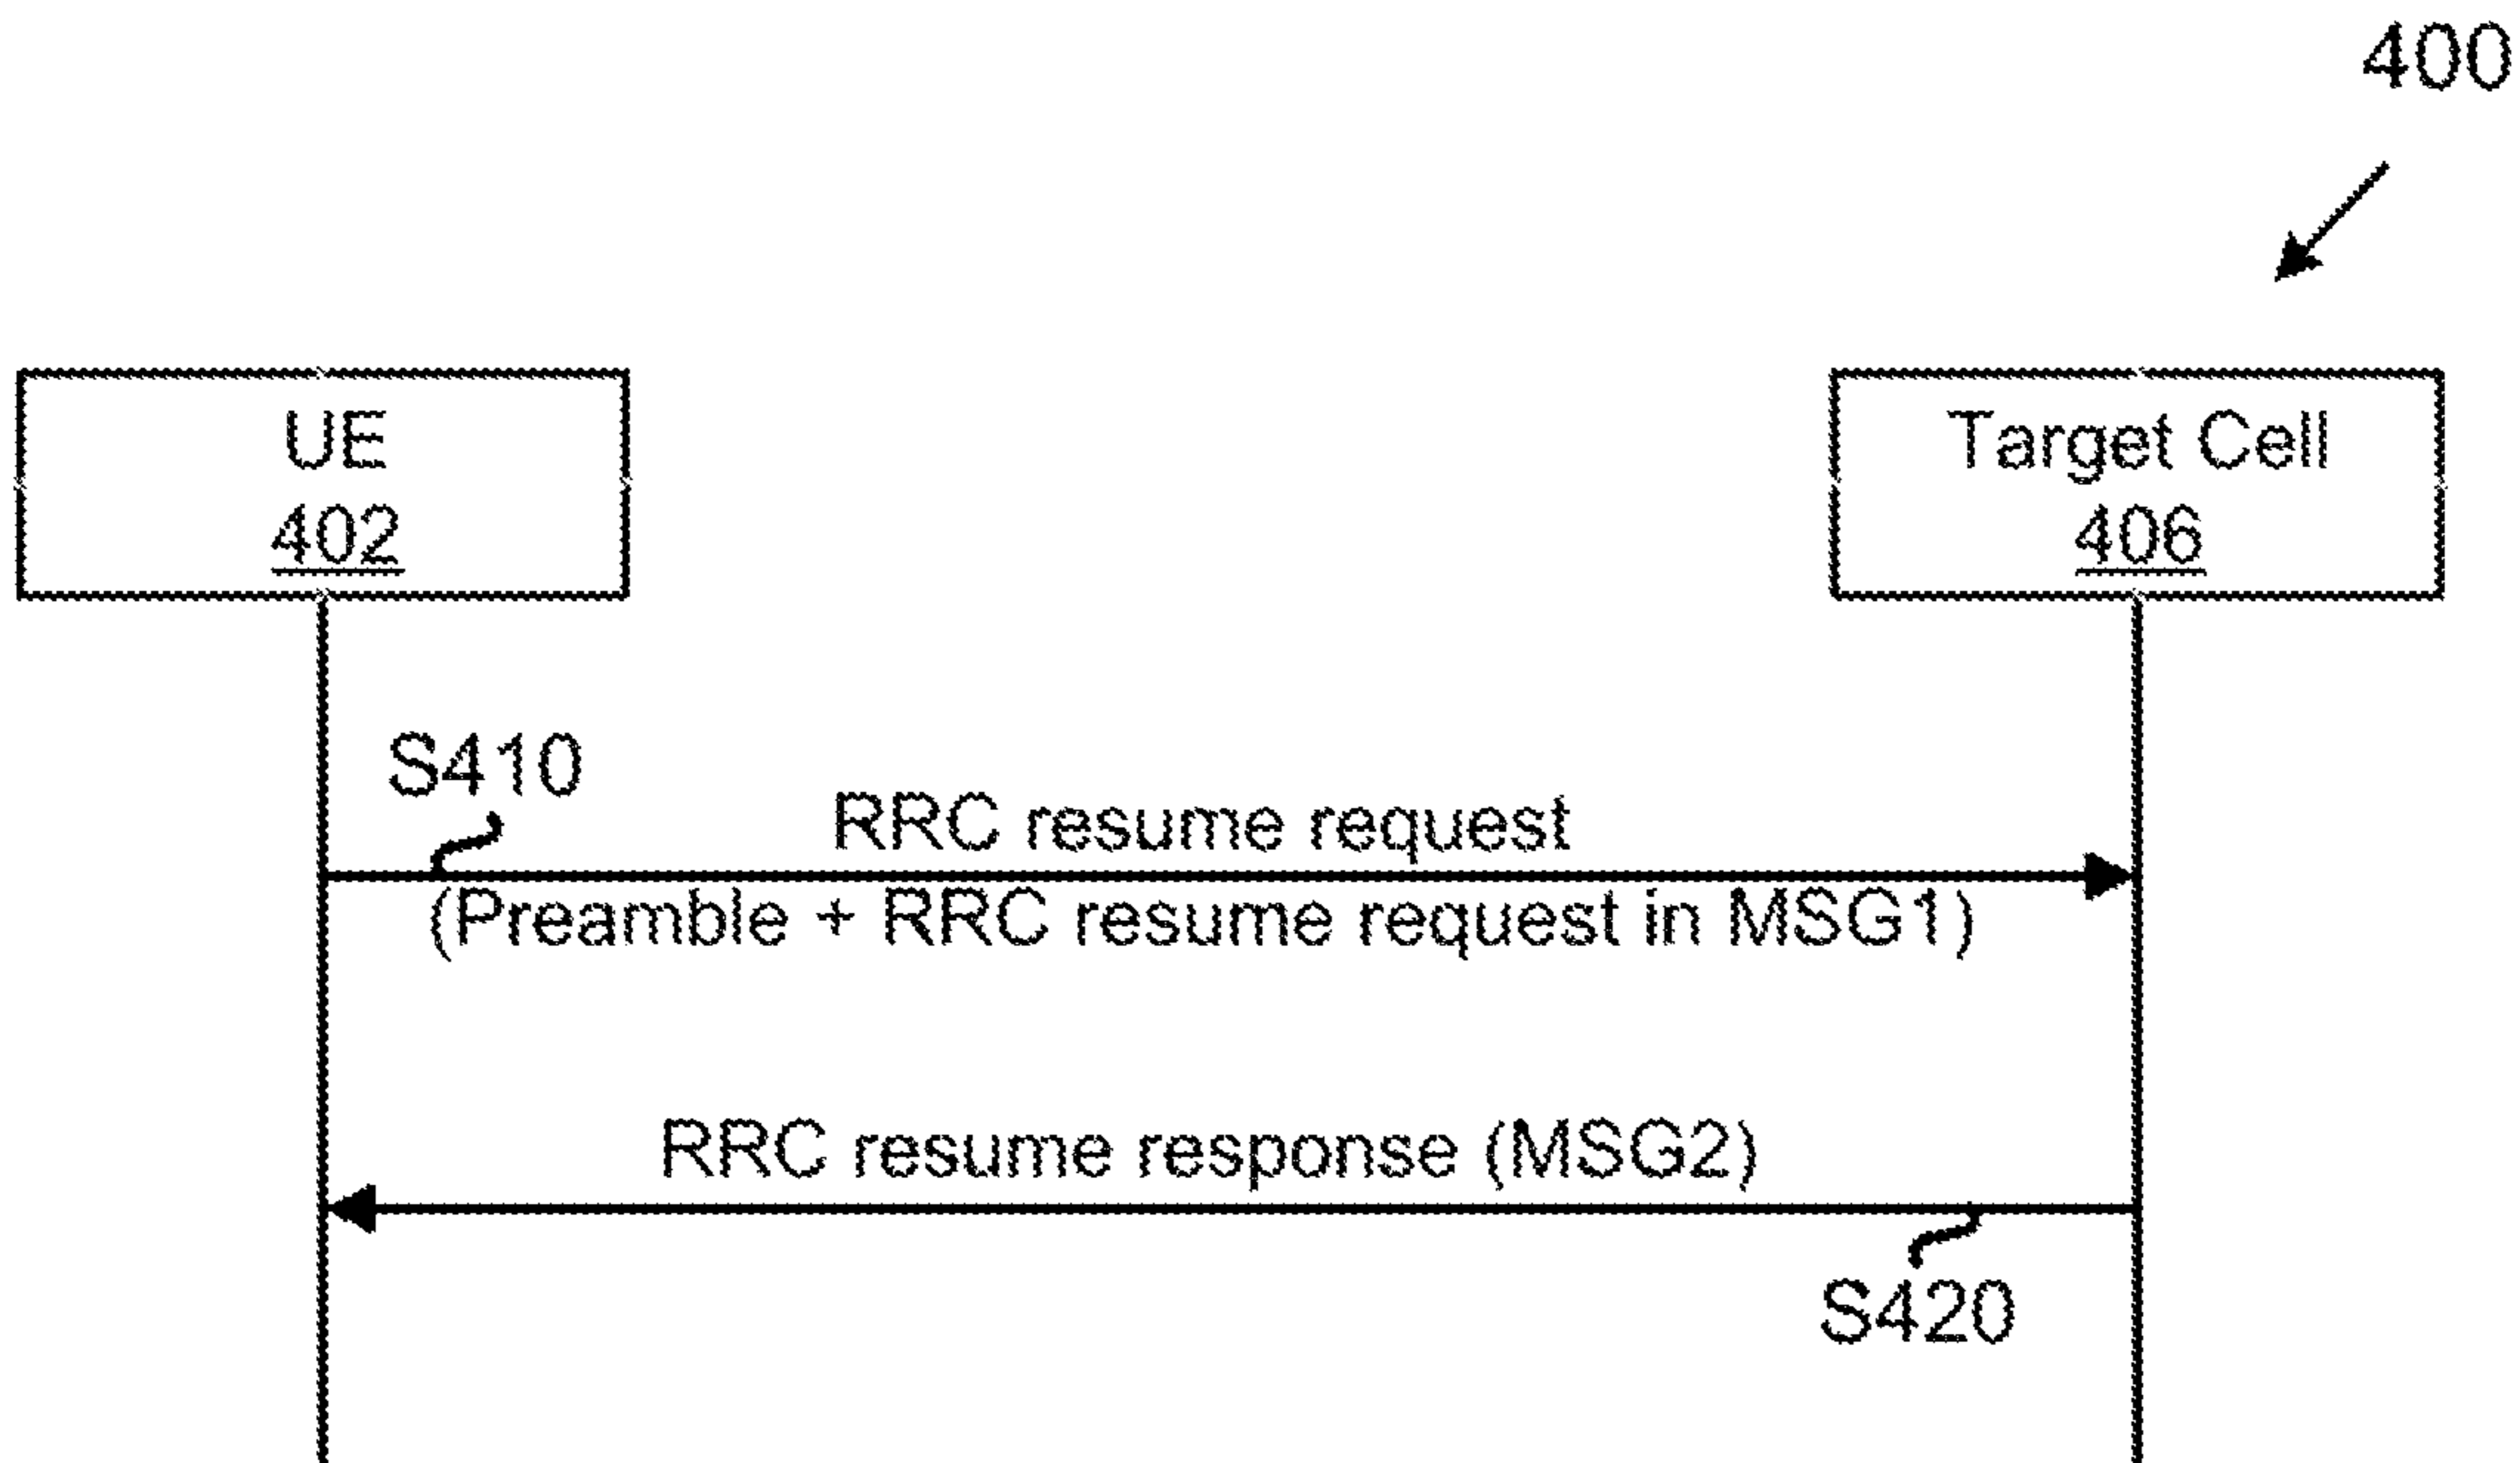 400
UE
402
Target Cell
406
S410
RRC resume request
(Preamble + RRC resume request in MSG1)
RRC resume response (MSG2)
S420